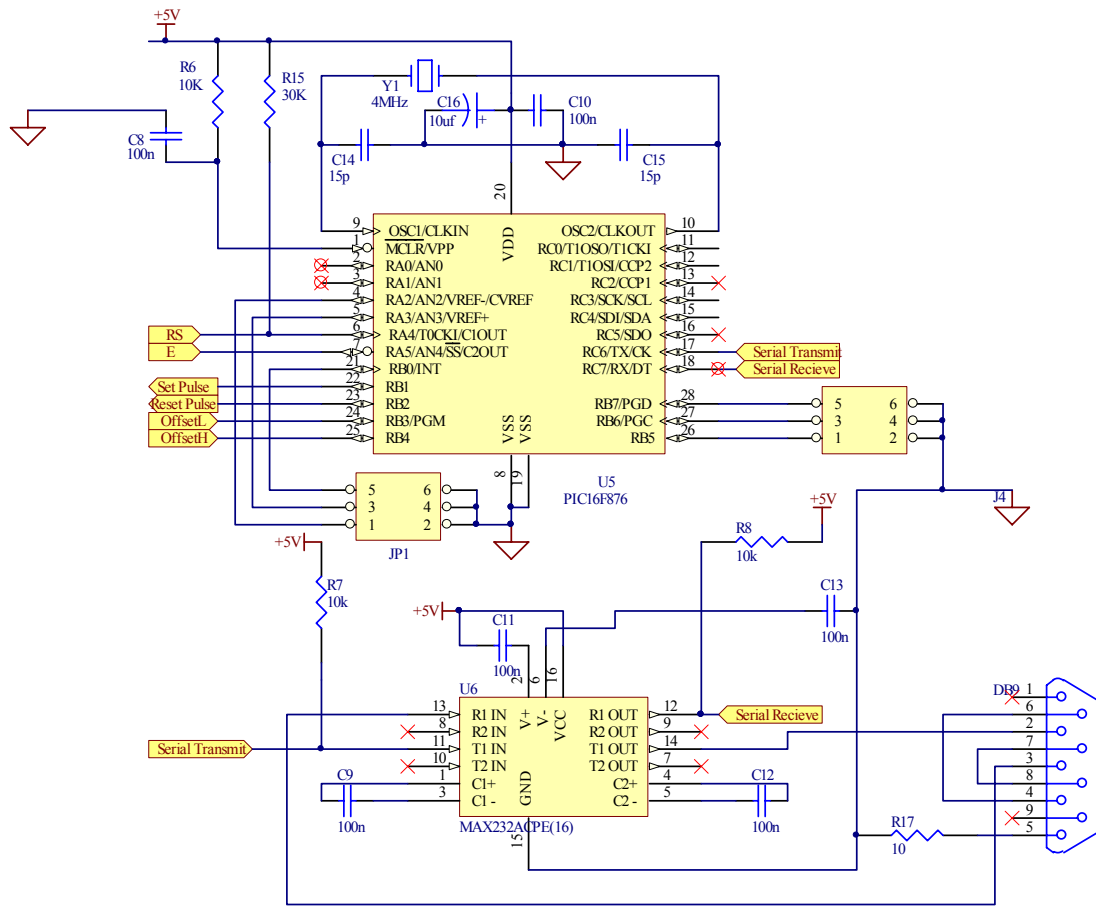 +5V
R6
10K
R15
30K
Y1
4MHz
C16
10uf
+
C10
100n
C8
100n
C14
15p
C15
15p
20
VDD
9 OSC1/CLKIN
1 MCLR/VPP
2 RA0/AN0
3 RA1/AN1
4 RA2/AN2/VREF-/CVREF
5 RA3/AN3/VREF+
6 RA4/T0CKI/C1OUT
7 RA5/AN4/SS/C2OUT
21 RB0/INT
22 RB1
23 RB2
24 RB3/PGM
25 RB4
OSC2/CLKOUT 10
RC0/T1OSO/T1CKI 11
RC1/T1OSI/CCP2 12
RC2/CCP1 13
RC3/SCK/SCL 14
RC4/SDI/SDA 15
RC5/SDO 16
RC6/TX/CK 17
RC7/RX/DT 18
RB7/PGD 28
RB6/PGC 27
RB5 26
RS
E
Set Pulse
Reset Pulse
OffsetL
OffsetH
Serial Transmit
Serial Recieve
VSS
VSS
8
19
U5
PIC16F876
5 6
3 4
1 2
J4
5 6
3 4
1 2
JP1
+5V
R8
10k
+5V
R7
10k
+5V
C11
100n
C13
100n
2
6
16
U6
V+
V-
VCC
13 R1 IN
8 R2 IN
11 T1 IN
10 T2 IN
1 C1+
3 C1 -
R1 OUT 12
R2 OUT 9
T1 OUT 14
T2 OUT 7
C2+ 4
C2 - 5
GND
15
MAX232ACPE(16)
Serial Transmit
Serial Recieve
C9
100n
C12
100n
R17
10
DB9
1
6
2
7
3
8
4
9
5